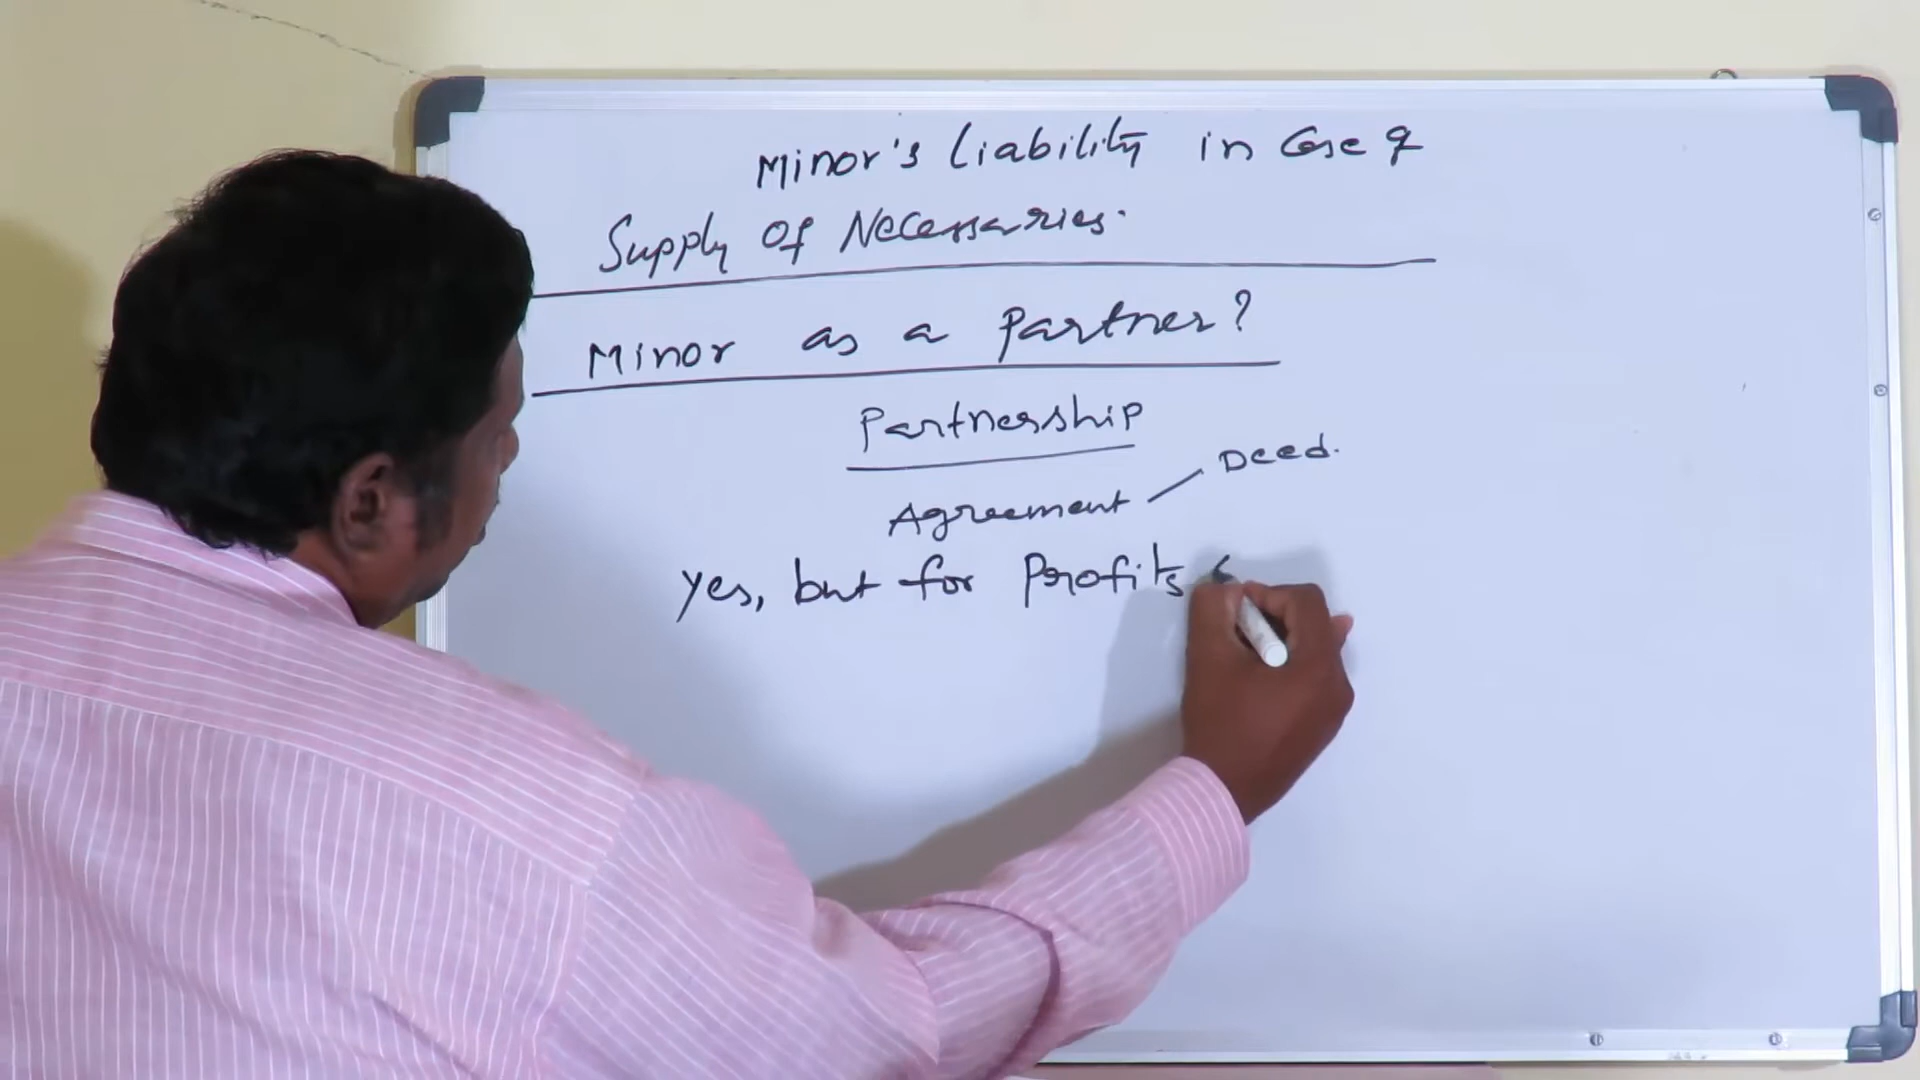 Minor's Liability in Case of
Supply Of Necessaries.
Minor as a Partner?
Partnership
Agreement
Deed.
Yes, but for Profits